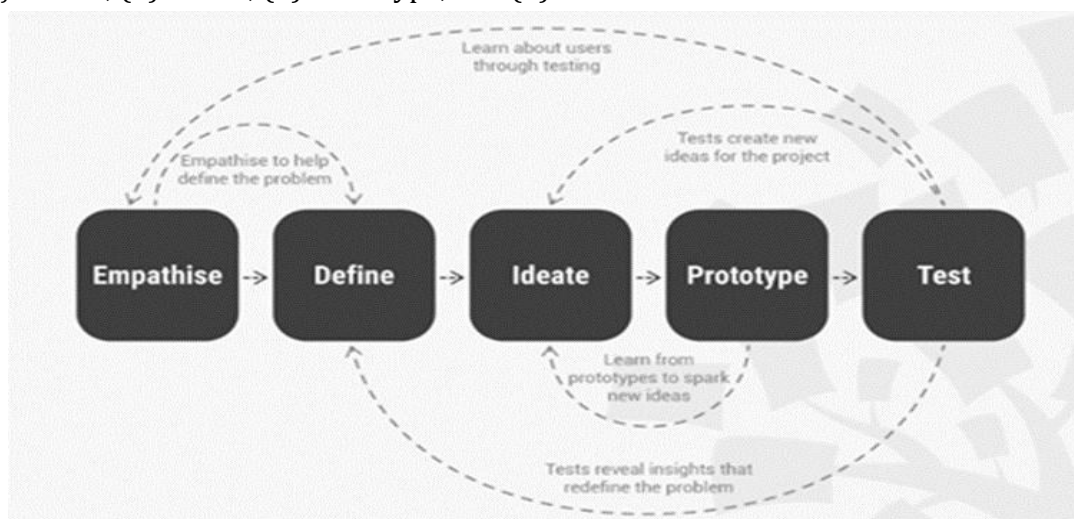 Learn about users
through testing
Tests create new
ideas for the project
Empathise to help
define the problem
Empathise
Define
Ideate
Prototype
Test
Learn from
prototypes to spark
new ideas
Tests reveal insights that
redefine the problem